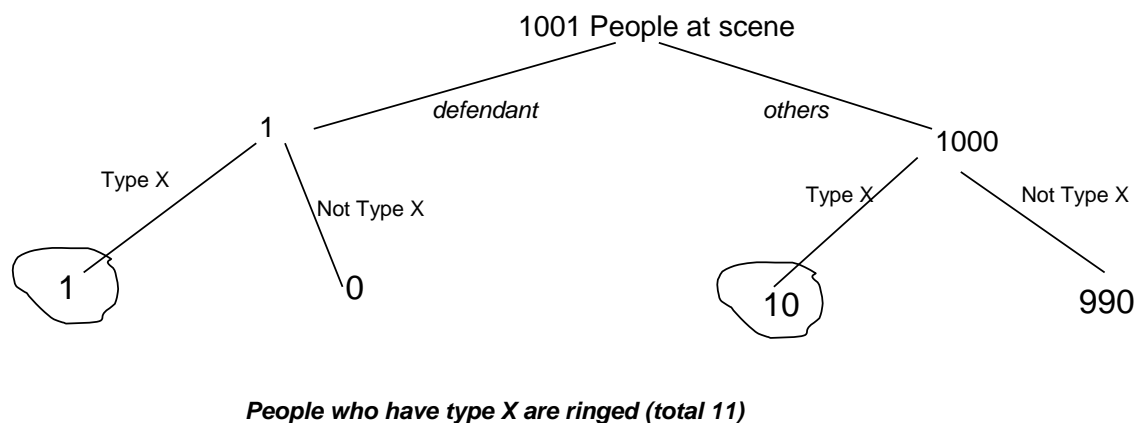 1001 People at scene
defendant others
1 1000
Type X Not Type X Type X Not Type X
1 0 10 990
People who have type X are ringed (total 11)